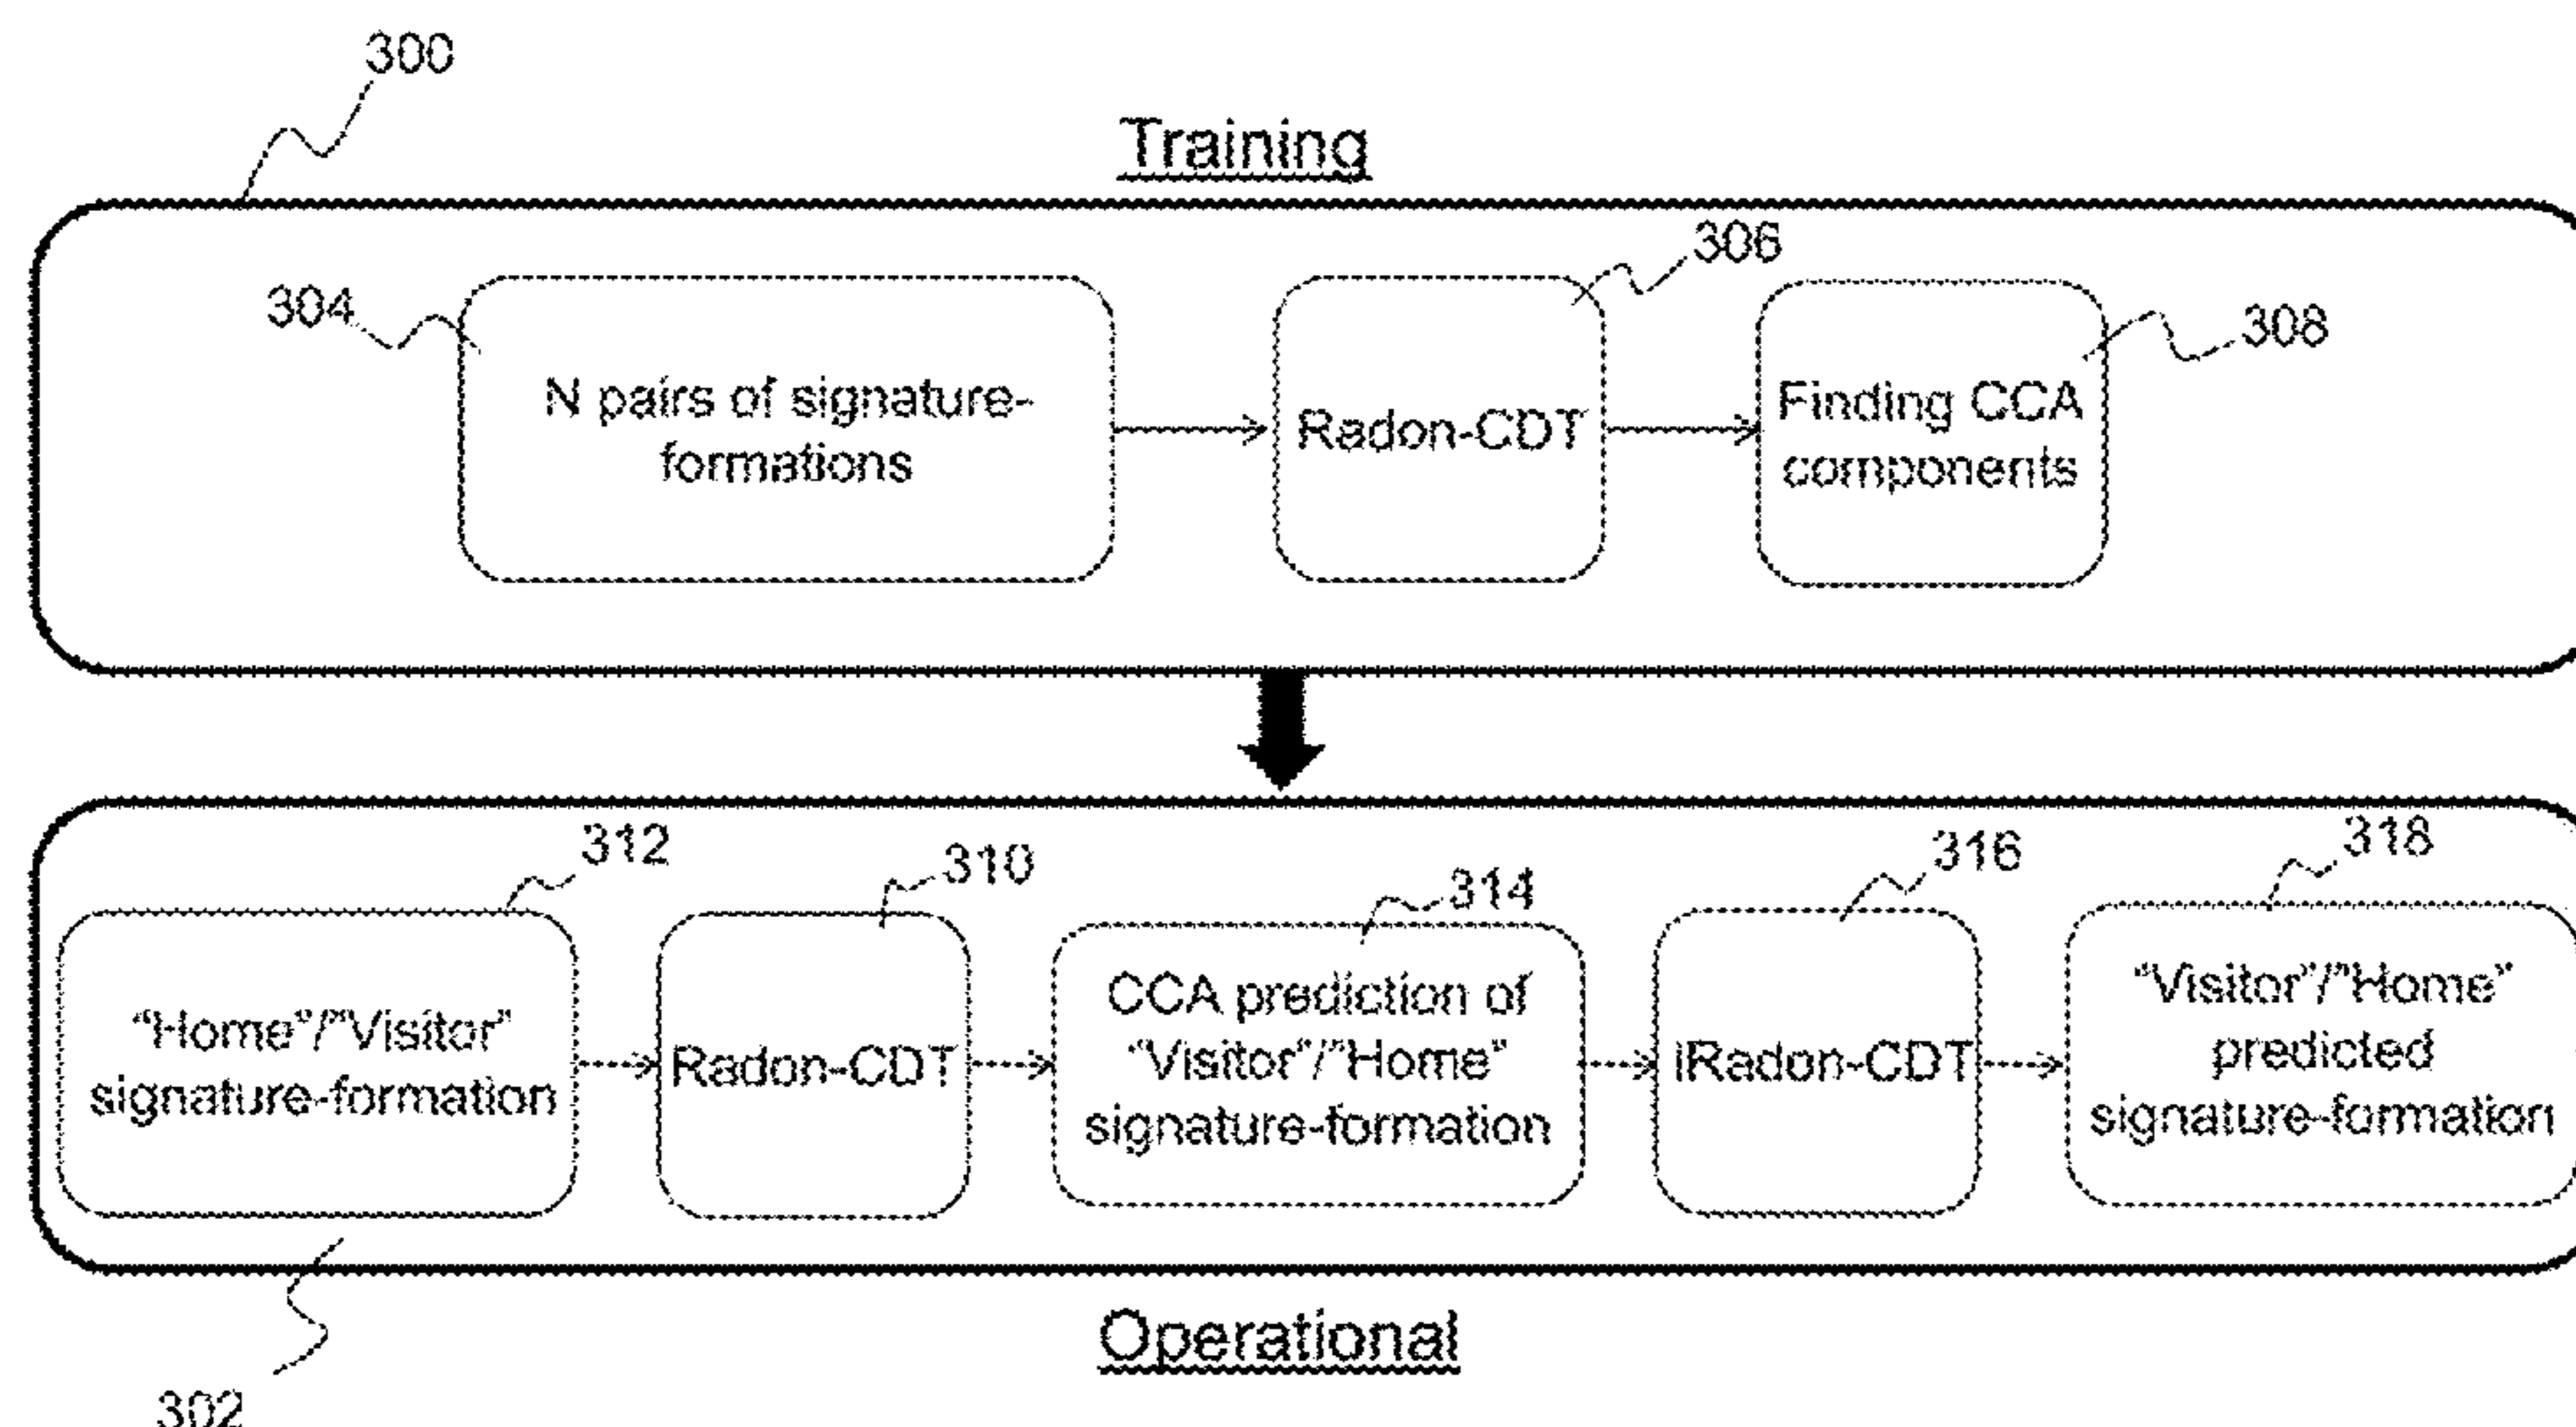 300
Training
304
306
308
N pairs of signature-
formations
Radon-CDT
Finding CCA
components
312
310
314
316
318
"Home"/"Visitor"
signature-formation
Radon-CDT
CCA prediction of
"Visitor"/"Home"
signature-formation
iRadon-CDT
"Visitor"/"Home"
predicted
signature-formation
Operational
302